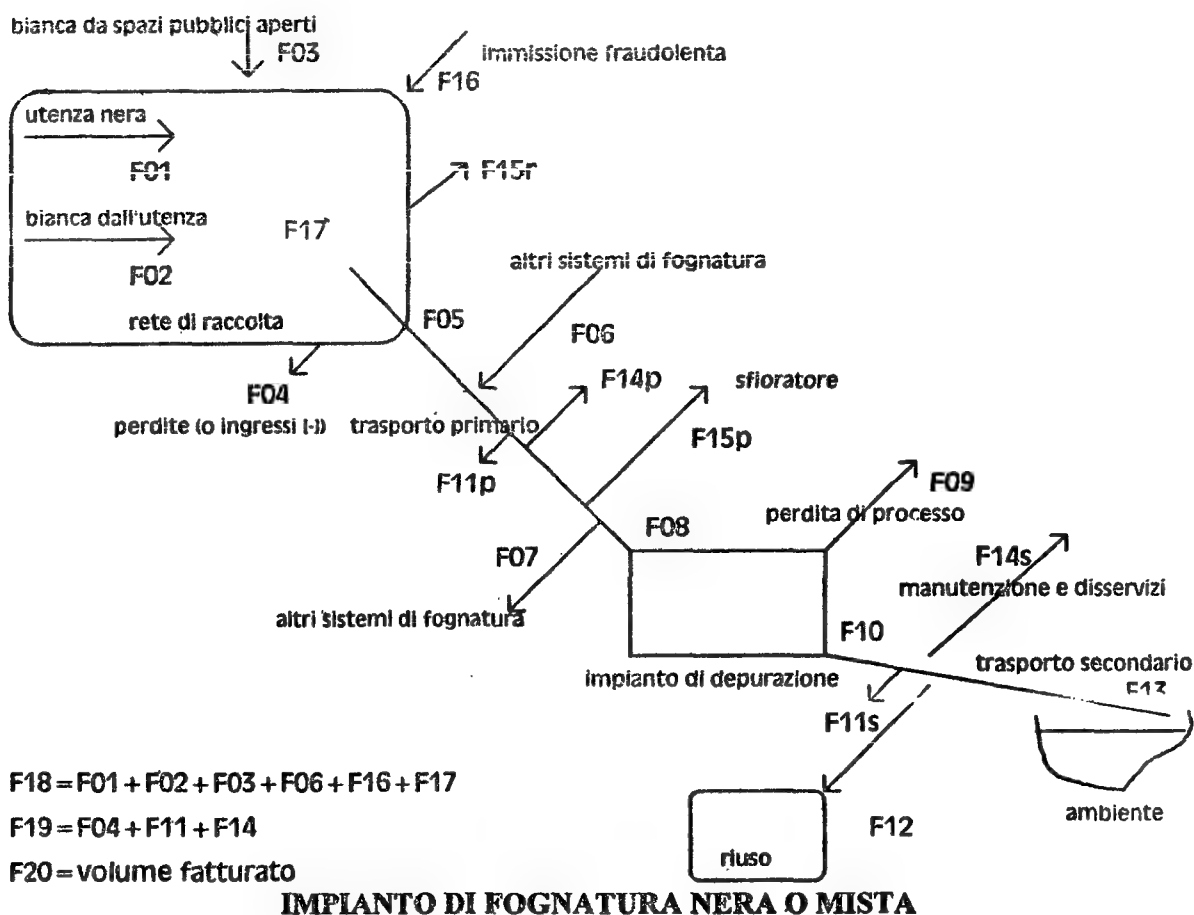 bianca da spazi pubblici aperti
F03
immissione fraudolenta
F16
utenza nera
F01
F15r
bianca dall'utenza
F17
F02
altri sistemi di fognatura
rete di raccolta
F05
F06
F04
F14p
sfioratore
perdite (o ingressi [-])
trasporto primario
F15p
F11p
F09
perdita di processo
F08
F07
F14s
manutenzione e disservizi
altri sistemi di fognatura
F10
trasporto secondario
impianto di depurazione
F13
F11s
F18=F01+F02+F03+F06+F16+F17
ambiente
F19=F04+F11+F14
F12
riuso
F20=volume fatturato
IMPIANTO DI FOGNATURA NERA O MISTA